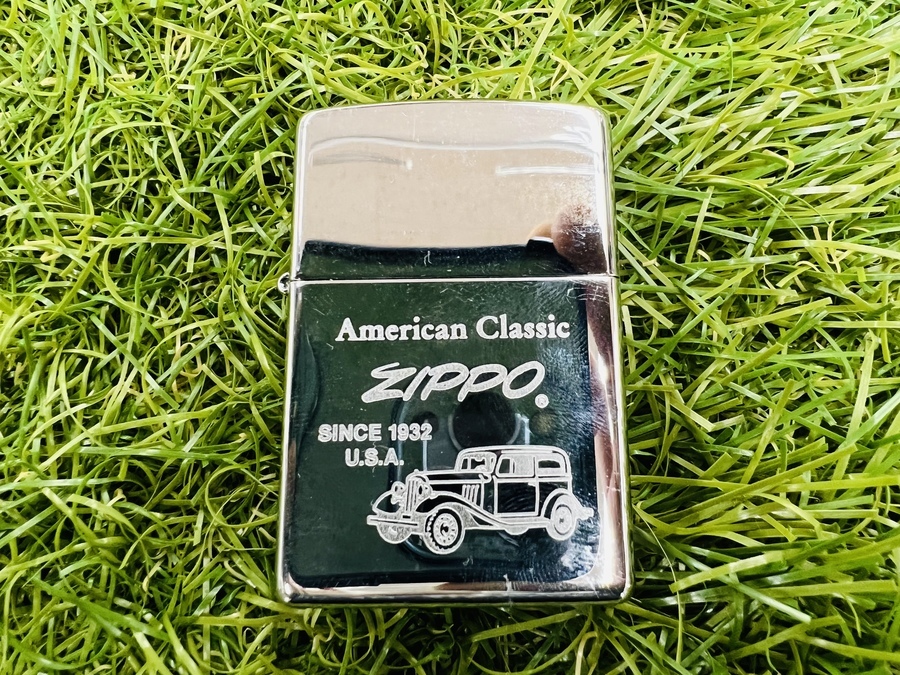 American Classic
ZIPPO®
SINCE 1932
U.S.A.